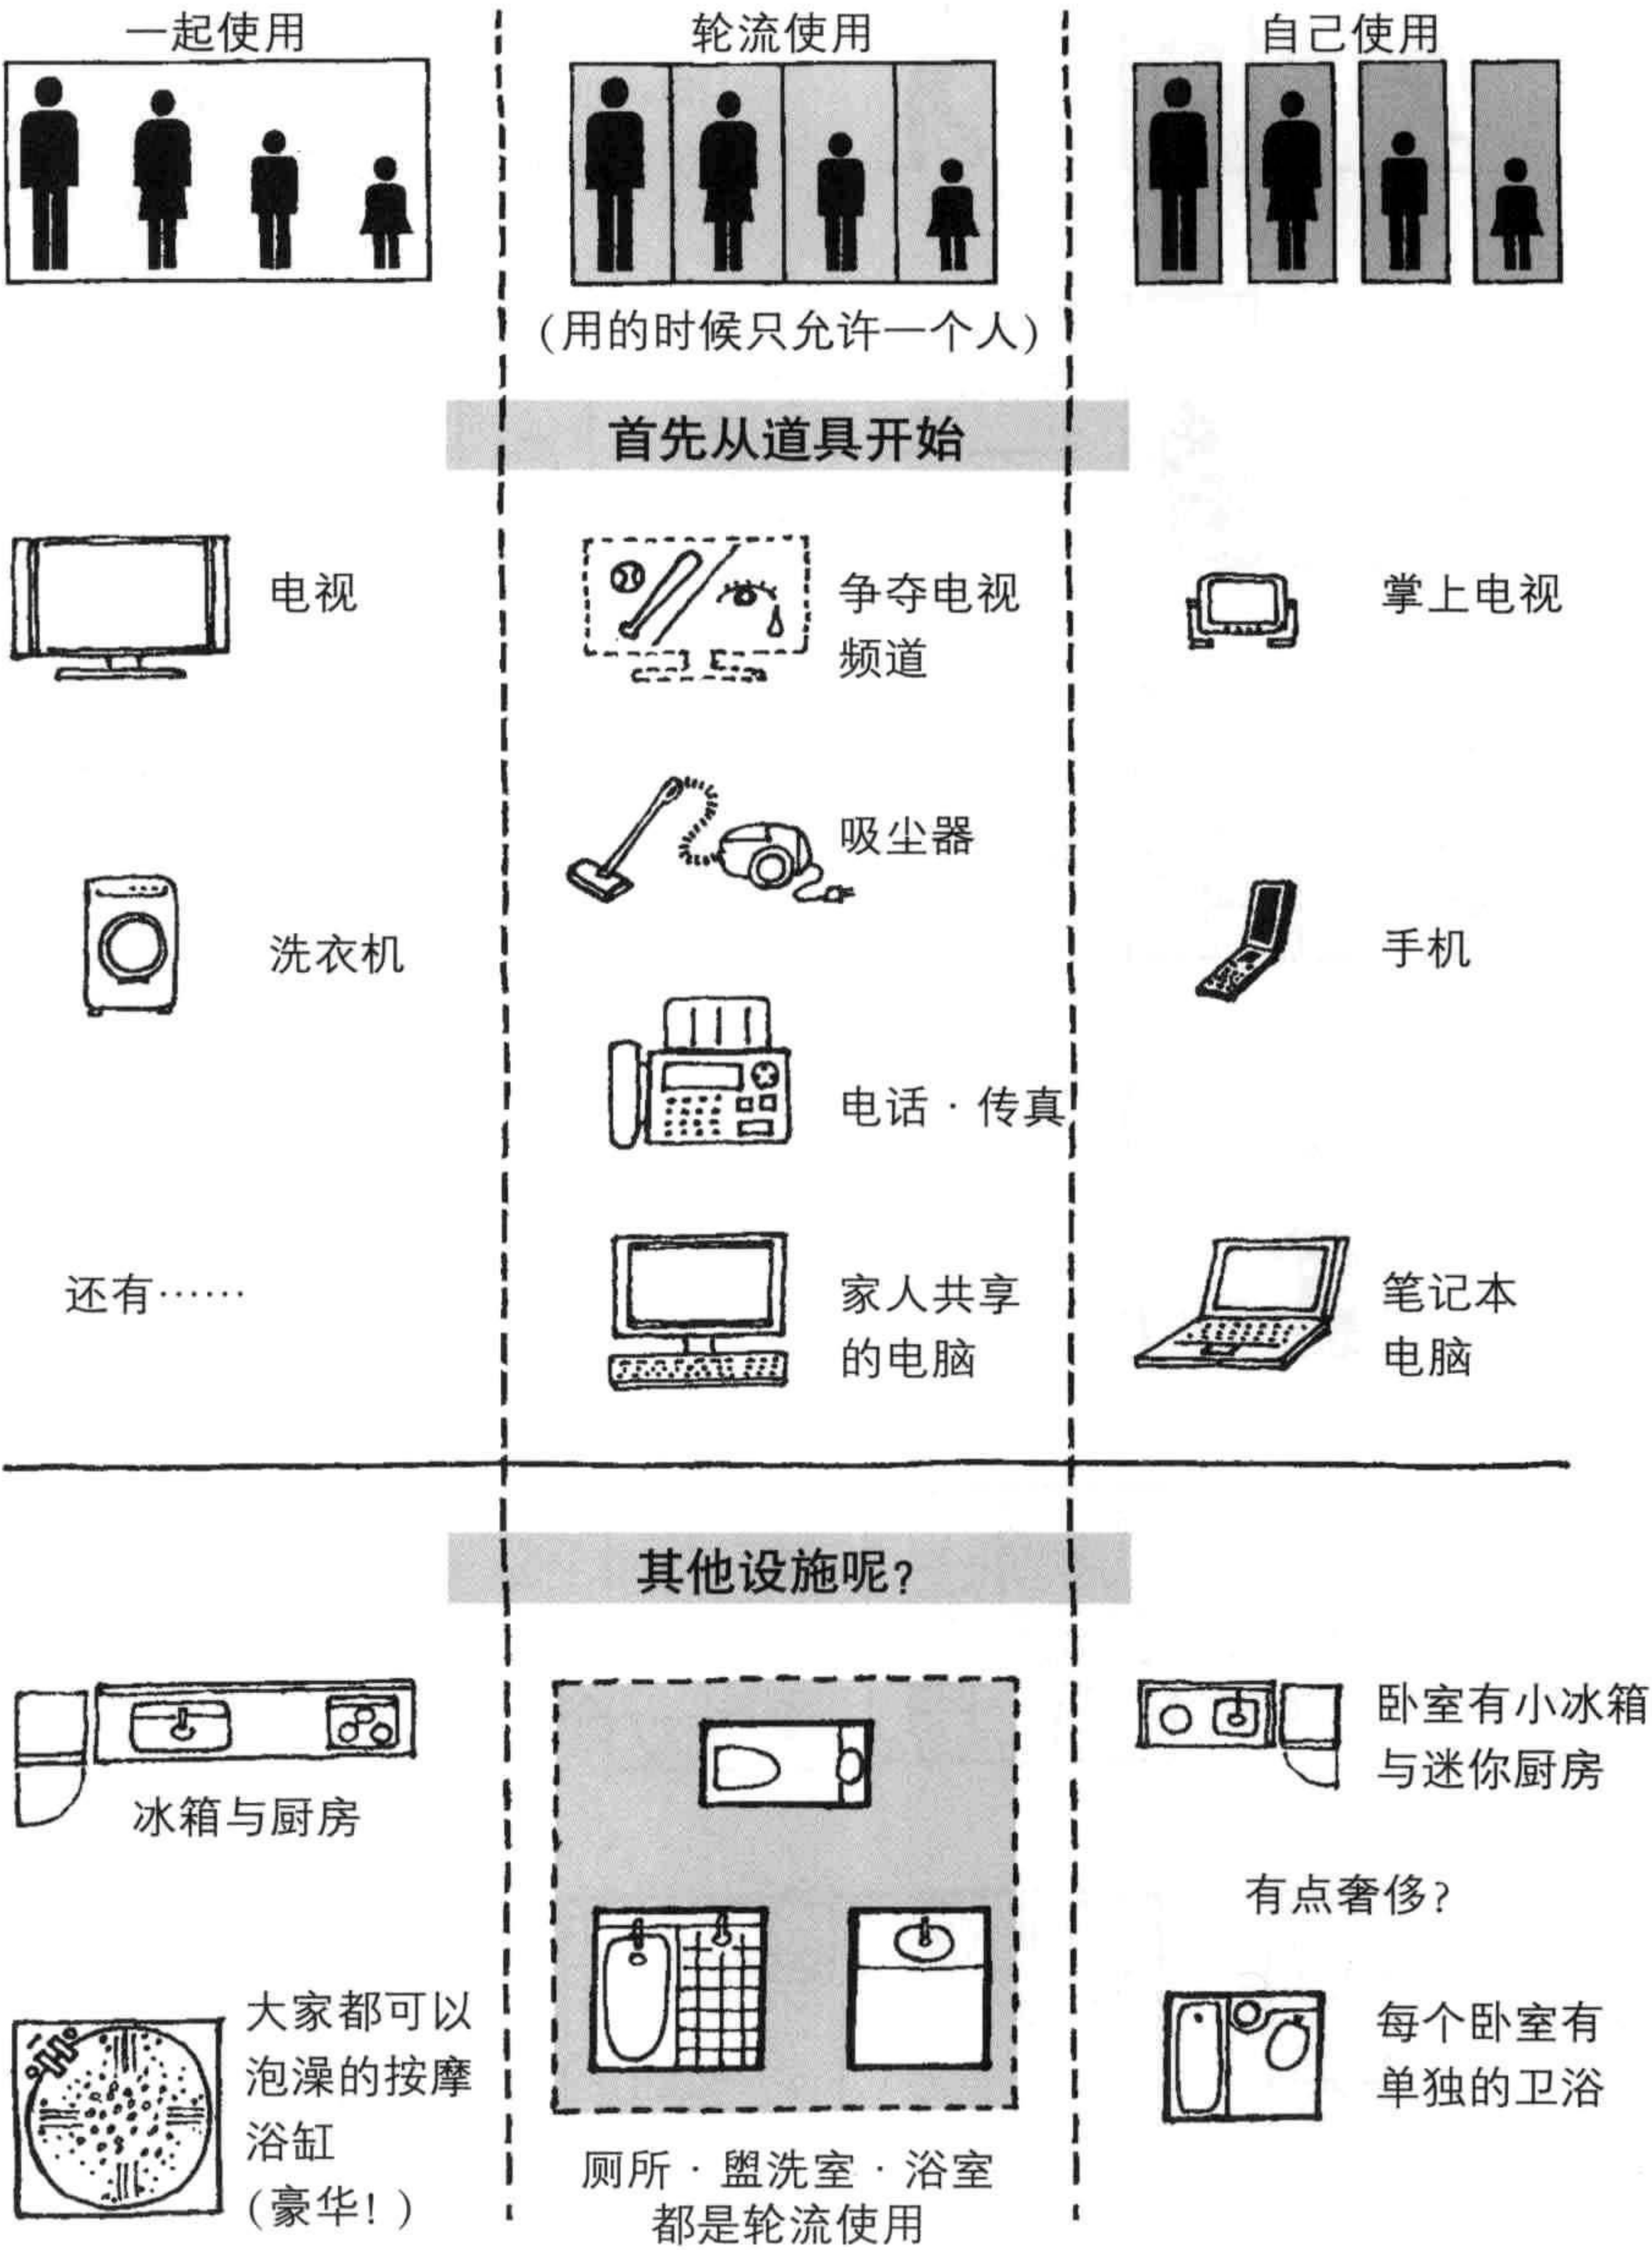 一起使用
轮流使用
自己使用
(用的时候只允许一个人)
首先从道具开始
电视
争夺电视
频道
掌上电视
吸尘器
洗衣机
手机
电话·传真
还有……
家人共享
的电脑
笔记本
电脑
其他设施呢?
冰箱与厨房
卧室有小冰箱
与迷你厨房
有点奢侈?
大家都可以
泡澡的按摩
浴缸
(豪华!)
厕所·盥洗室·浴室
都是轮流使用
每个卧室有
单独的卫浴